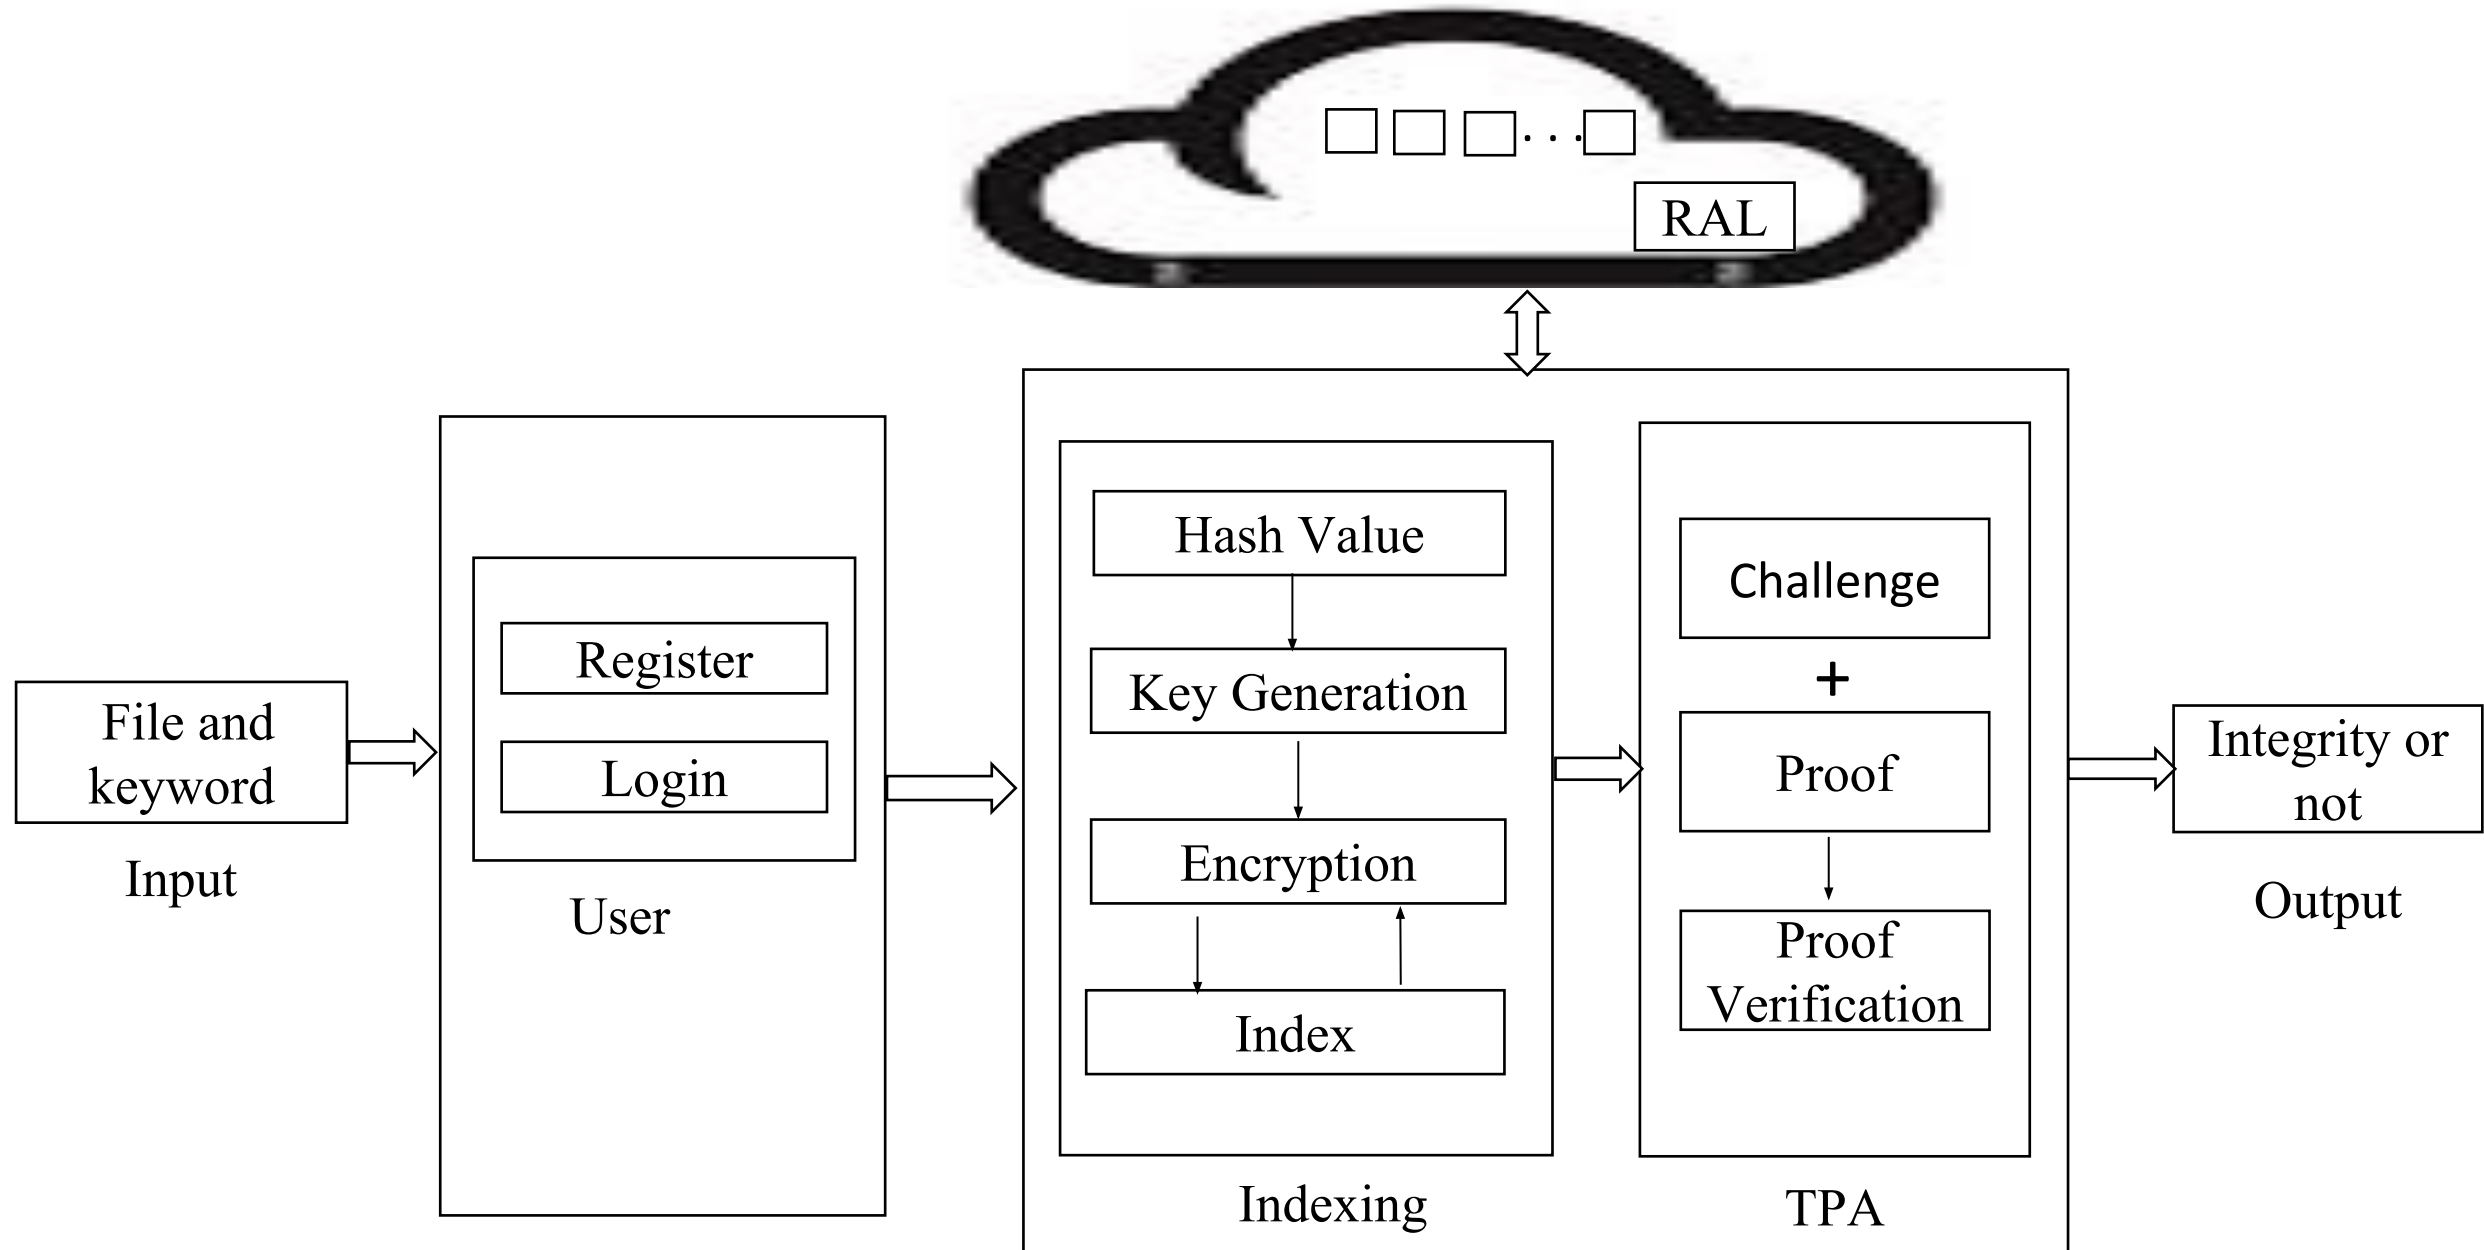 RAL
File and
keyword
Input
Register
Login
User
Hash Value
Key Generation
Encryption
Index
Indexing
Challenge
+
Proof
Proof
Verification
TPA
Integrity or
not
Output